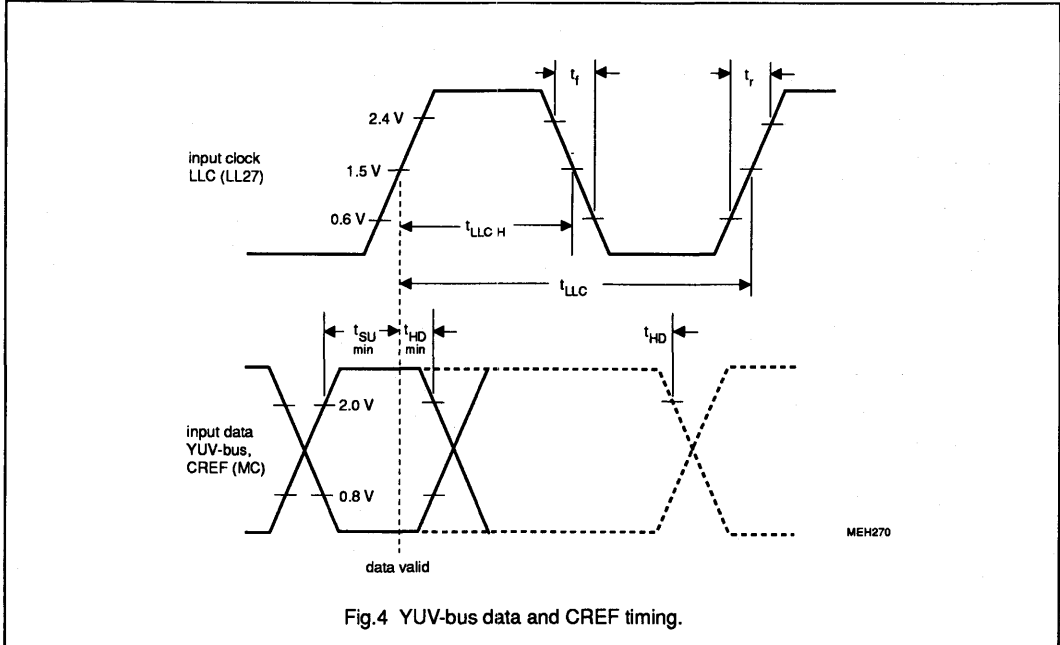 t_f
t_r
2.4 V
input clock
LLC (LL27)
1.5 V
0.6 V
t_LLC H
t_LLC
t_SU min
t_HD min
t_HD
2.0 V
input data
YUV-bus,
CREF (MC)
0.8 V
MEH270
data valid
Fig.4 YUV-bus data and CREF timing.